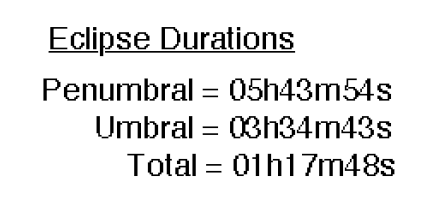 Eclipse Durations
Penumbral = 05h43m54s
Umbral = 03h34m43s
Total = 01h17m48s